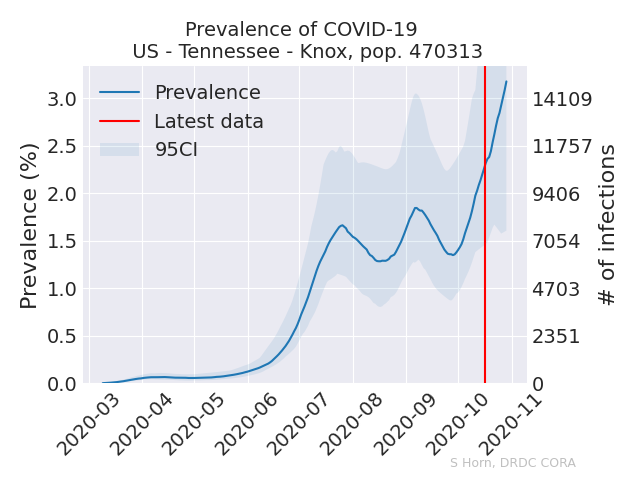 Prevalence of COVID-19
US - Tennessee - Knox, pop. 470313
Prevalence
Latest data
95CI
Prevalence (%)
3.0
2.5
2.0
1.5
1.0
0.5
0.0
14109
11757
9406
7054
4703
2351
0
# of infections
2020-03
2020-04
2020-05
2020-06
2020-07
2020-08
2020-09
2020-10
2020-11
S Horn, DRDC CORA